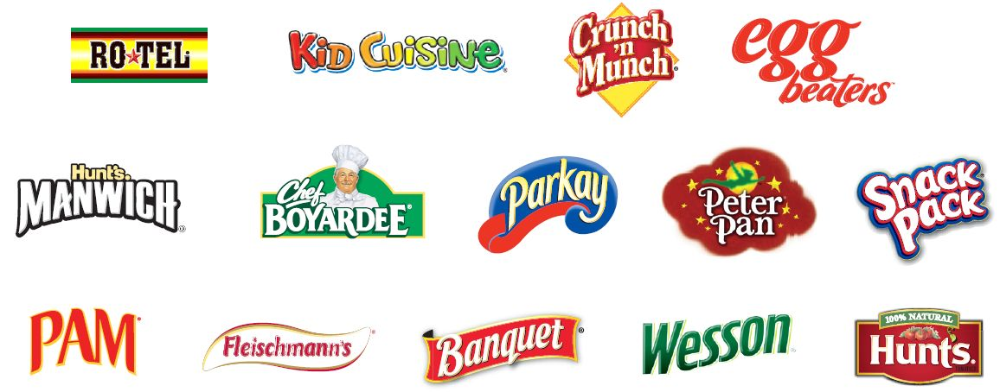 RO★TEL
KiD CuiSiNe
Crunch
'n
Munch
egg
beaters
Hunt's
MANWICH
Chef
BOYARDEE
Parkay
Peter
Pan
Snack
Pack
PAM
Fleischmann's
Banquet
Wesson
100% NATURAL
Hunt's